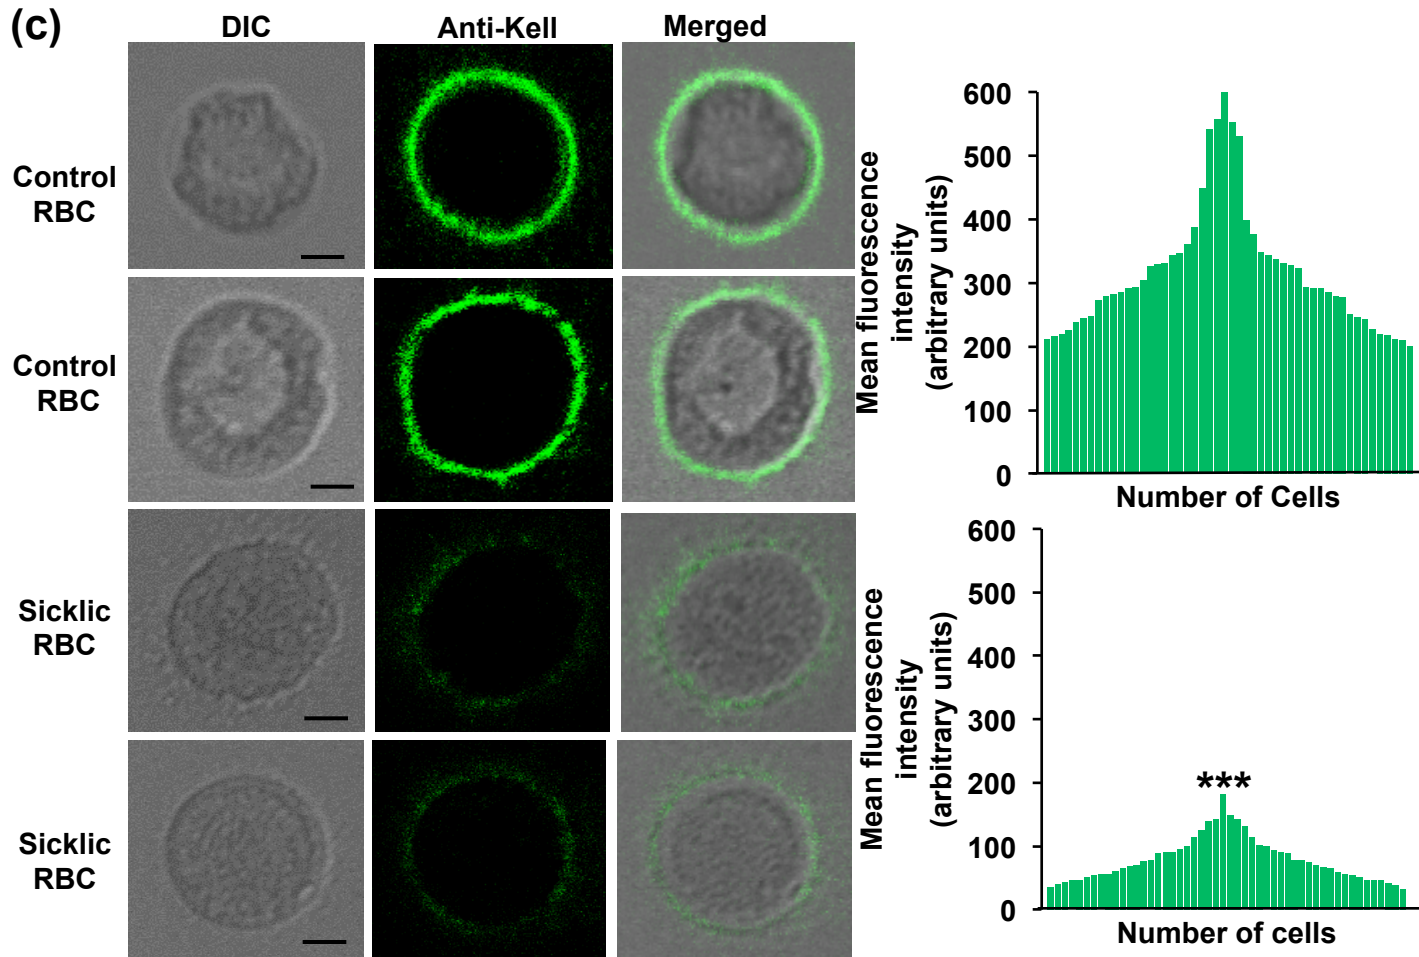 (c)
DIC
Anti-Kell
Merged
Control
RBC
Control
RBC
Sicklic
RBC
Sicklic
RBC
Mean fluorescence
intensity
(arbitrary units)
600
500
400
300
200
100
0
Number of Cells
Mean fluorescence
intensity
(arbitrary units)
600
500
400
300
200
100
0
***
Number of cells